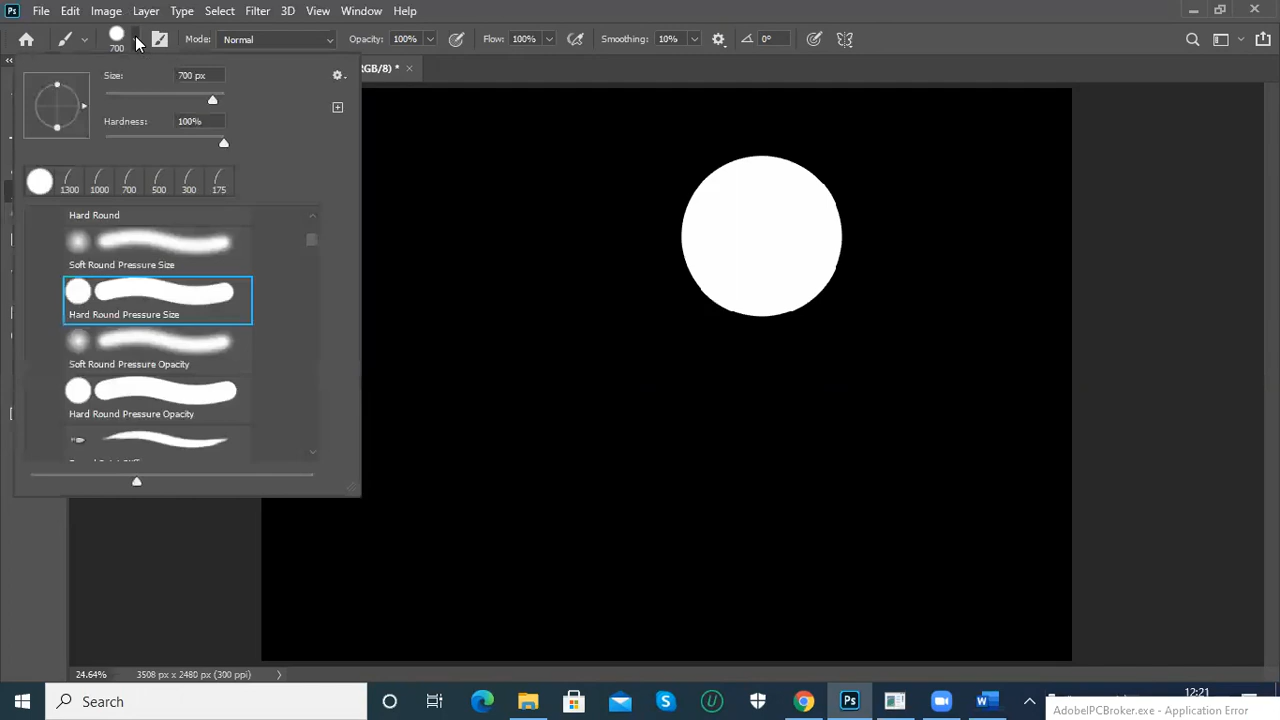 Ps File Edit Image Layer Type Select Filter 3D View Window Help
700 Mode: Normal Opacity: 100% Flow: 100% Smoothing: 10% 0°
RGB/8) * ×
Size: 700 px
Hardness: 100%
1300 1000 700 500 300 175
Hard Round
Soft Round Pressure Size
Hard Round Pressure Size
Soft Round Pressure Opacity
Hard Round Pressure Opacity
24.64% 3508 px x 2480 px (300 ppi)
Search
12:21
AdobeIPCBroker.exe - Application Error